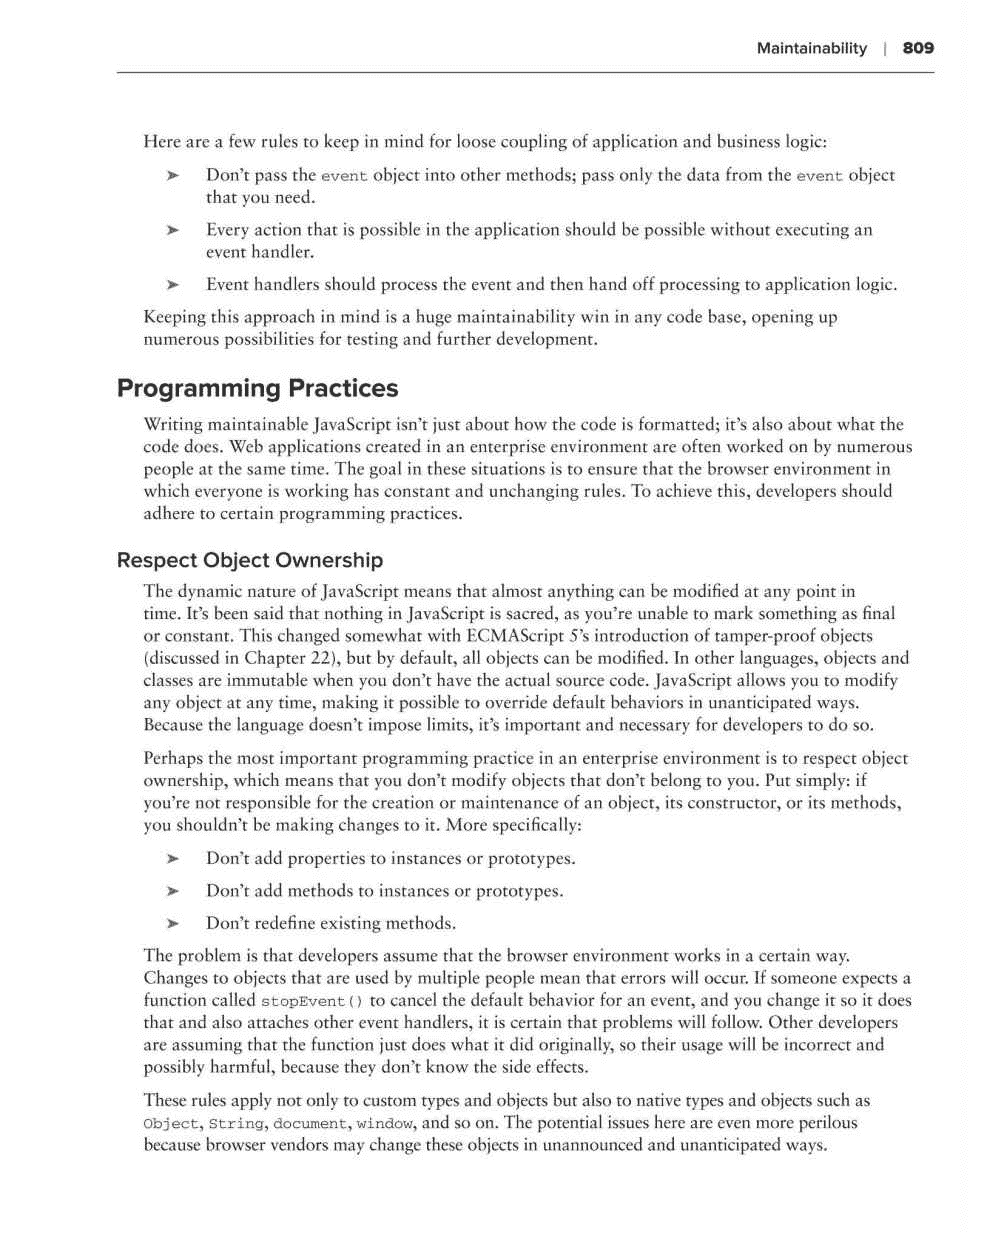 Maintainability | 809
Here are a few rules to keep in mind for loose coupling of application and business logic:
➤ Don't pass the event object into other methods; pass only the data from the event object
that you need.
➤ Every action that is possible in the application should be possible without executing an
event handler.
➤ Event handlers should process the event and then hand off processing to application logic.
Keeping this approach in mind is a huge maintainability win in any code base, opening up
numerous possibilities for testing and further development.
Programming Practices
Writing maintainable JavaScript isn't just about how the code is formatted; it's also about what the
code does. Web applications created in an enterprise environment are often worked on by numerous
people at the same time. The goal in these situations is to ensure that the browser environment in
which everyone is working has constant and unchanging rules. To achieve this, developers should
adhere to certain programming practices.
Respect Object Ownership
The dynamic nature of JavaScript means that almost anything can be modified at any point in
time. It's been said that nothing in JavaScript is sacred, as you're unable to mark something as final
or constant. This changed somewhat with ECMAScript 5's introduction of tamper-proof objects
(discussed in Chapter 22), but by default, all objects can be modified. In other languages, objects and
classes are immutable when you don't have the actual source code. JavaScript allows you to modify
any object at any time, making it possible to override default behaviors in unanticipated ways.
Because the language doesn't impose limits, it's important and necessary for developers to do so.
Perhaps the most important programming practice in an enterprise environment is to respect object
ownership, which means that you don't modify objects that don't belong to you. Put simply: if
you're not responsible for the creation or maintenance of an object, its constructor, or its methods,
you shouldn't be making changes to it. More specifically:
➤ Don't add properties to instances or prototypes.
➤ Don't add methods to instances or prototypes.
➤ Don't redefine existing methods.
The problem is that developers assume that the browser environment works in a certain way.
Changes to objects that are used by multiple people mean that errors will occur. If someone expects a
function called stopEvent() to cancel the default behavior for an event, and you change it so it does
that and also attaches other event handlers, it is certain that problems will follow. Other developers
are assuming that the function just does what it did originally, so their usage will be incorrect and
possibly harmful, because they don't know the side effects.
These rules apply not only to custom types and objects but also to native types and objects such as
Object, String, document, window, and so on. The potential issues here are even more perilous
because browser vendors may change these objects in unannounced and unanticipated ways.